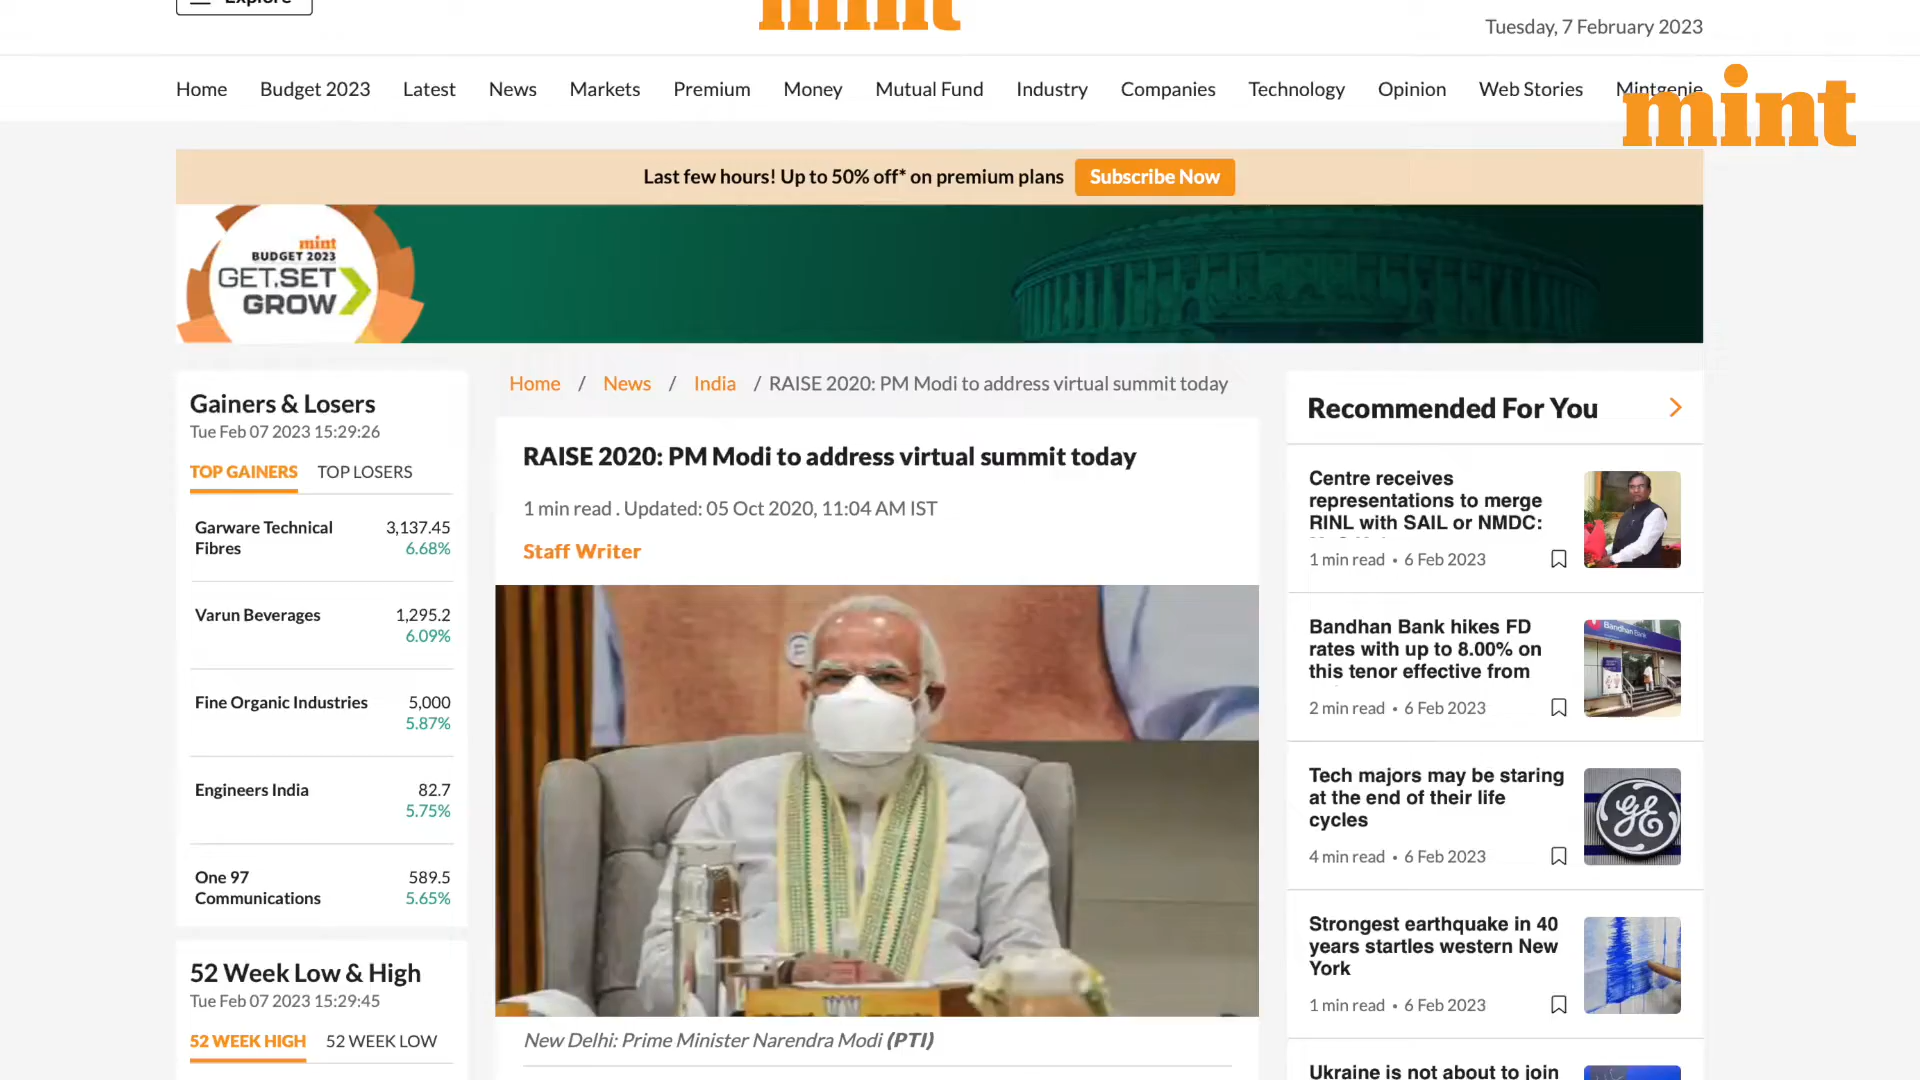 Explore
mint
Tuesday, 7 February 2023
Home Budget 2023 Latest News Markets Premium Money Mutual Fund Industry Companies Technology Opinion Web Stories Mintgenie
mint
Last few hours! Up to 50% off* on premium plans Subscribe Now
mint
BUDGET 2023
GET.SET
GROW
Gainers & Losers
Tue Feb 07 2023 15:29:26
TOP GAINERS TOP LOSERS
Garware Technical 3,137.45
Fibres 6.68%
Varun Beverages 1,295.2
6.09%
Fine Organic Industries 5,000
5.87%
Engineers India 82.7
5.75%
One 97 589.5
Communications 5.65%
52 Week Low & High
Tue Feb 07 2023 15:29:45
52 WEEK HIGH 52 WEEK LOW
Home / News / India / RAISE 2020: PM Modi to address virtual summit today
RAISE 2020: PM Modi to address virtual summit today
1 min read . Updated: 05 Oct 2020, 11:04 AM IST
Staff Writer
New Delhi: Prime Minister Narendra Modi (PTI)
Recommended For You
Centre receives
representations to merge
RINL with SAIL or NMDC:
1 min read • 6 Feb 2023
Bandhan Bank hikes FD
rates with up to 8.00% on
this tenor effective from
2 min read • 6 Feb 2023
Bandhan Bank
Tech majors may be staring
at the end of their life
cycles
4 min read • 6 Feb 2023
GE
Strongest earthquake in 40
years startles western New
York
1 min read • 6 Feb 2023
Ukraine is not about to join